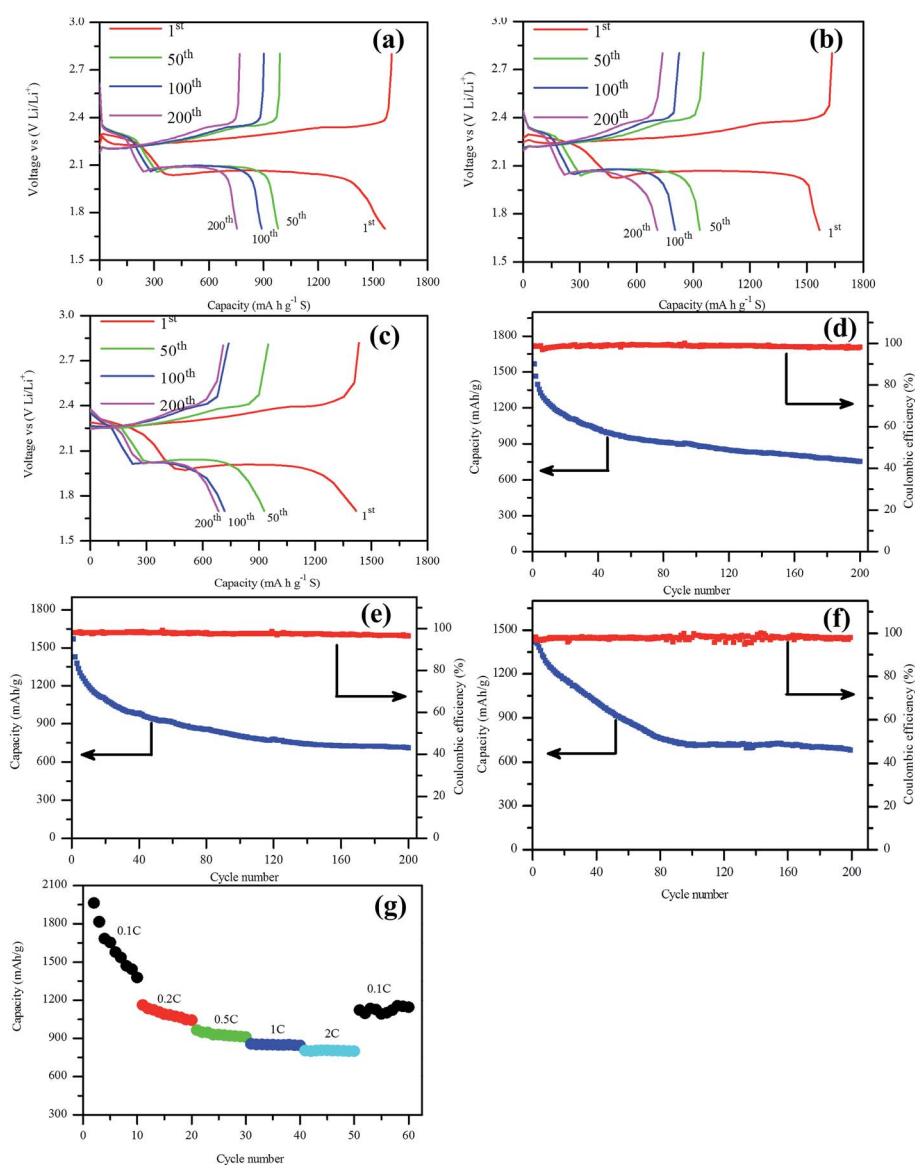 (a)
1st
50th
100th
200th
3.0
2.7
2.4
2.1
1.8
1.5
Voltage vs (V Li/Li+)
200th
100th
50th
1st
0 300 600 900 1200 1500 1800
Capacity (mA h g-1 S)
(b)
1st
50th
100th
200th
3.0
2.7
2.4
2.1
1.8
1.5
Voltage vs (V Li/Li+)
200th
100th
50th
1st
0 300 600 900 1200 1500 1800
Capacity (mA h g-1 S)
(c)
1st
50th
100th
200th
3.0
2.7
2.4
2.1
1.8
1.5
Voltage vs (V Li/Li+)
200th
100th
50th
1st
0 300 600 900 1200 1500 1800
Capacity (mA h g-1 S)
(d)
1800
1500
1200
900
600
300
0
Capacity (mAh/g)
100
80
60
40
20
0
Coulombic efficiency (%)
0 40 80 120 160 200
Cycle number
(e)
1800
1500
1200
900
600
300
0
Capacity (mAh/g)
100
80
60
40
20
0
Coulombic efficiency (%)
0 40 80 120 160 200
Cycle number
(f)
1800
1500
1200
900
600
300
0
Capacity (mAh/g)
100
80
60
40
20
0
Coulombic efficiency (%)
0 40 80 120 160 200
Cycle number
(g)
2100
1800
1500
1200
900
600
300
Capacity (mAh/g)
0.1C
0.2C
0.5C
1C
2C
0.1C
0 10 20 30 40 50 60
Cycle number